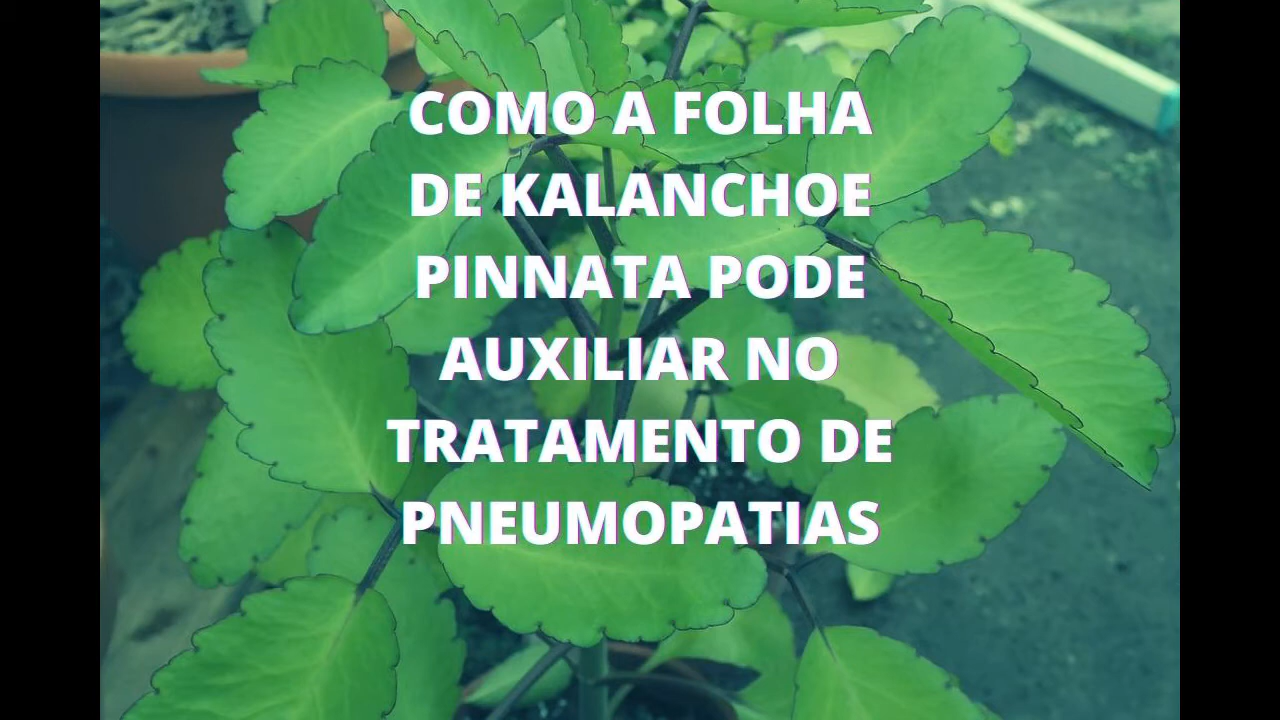 COMO A FOLHA
DE KALANCHOE
PINNATA PODE
AUXILIAR NO
TRATAMENTO DE
PNEUMOPATIAS